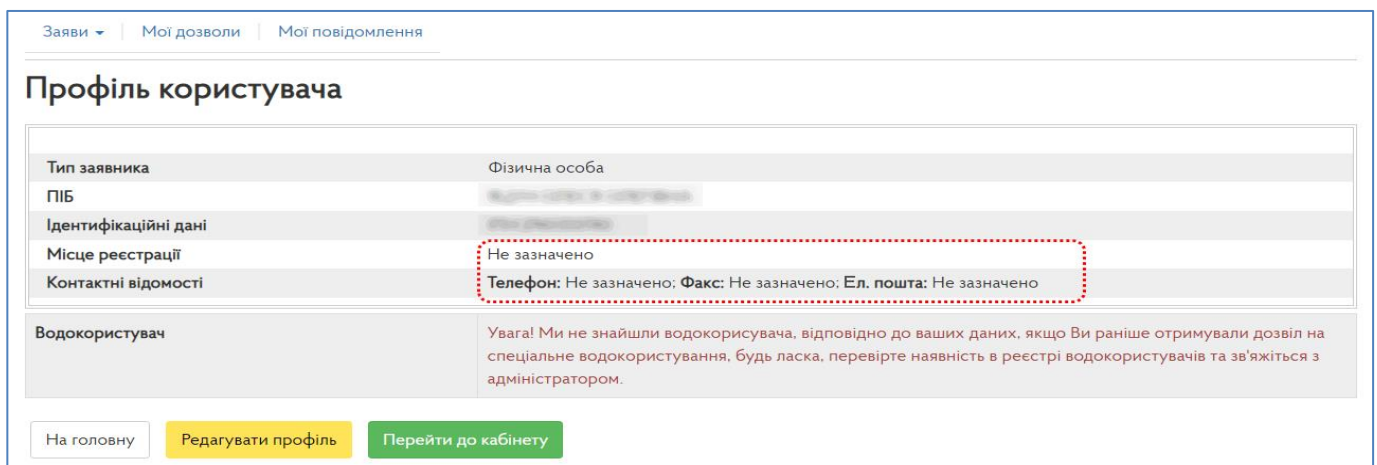 Заяви Мої дозволи Мої повідомлення
Профіль користувача
Тип заявника Фізична особа
ПІБ
Ідентифікаційні дані
Місце реєстрації Не зазначено
Контактні відомості Телефон: Не зазначено; Факс: Не зазначено; Ел. пошта: Не зазначено
Водокористувач Увага! Ми не знайшли водокорисувача, відповідно до ваших даних, якщо Ви раніше отримували дозвіл на
спеціальне водокористування, будь ласка, перевірте наявність в реєстрі водокористувачів та зв'яжіться з
адміністратором.
На головну Редагувати профіль Перейти до кабінету